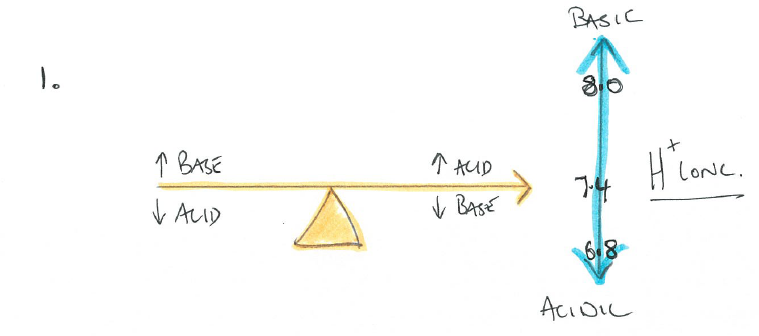 BASIC
1.
8.0
↑ BASE
↑ ACID
H+ CONC.
7.4
↓ ACID
↓ BASE
6.8
ACIDIC